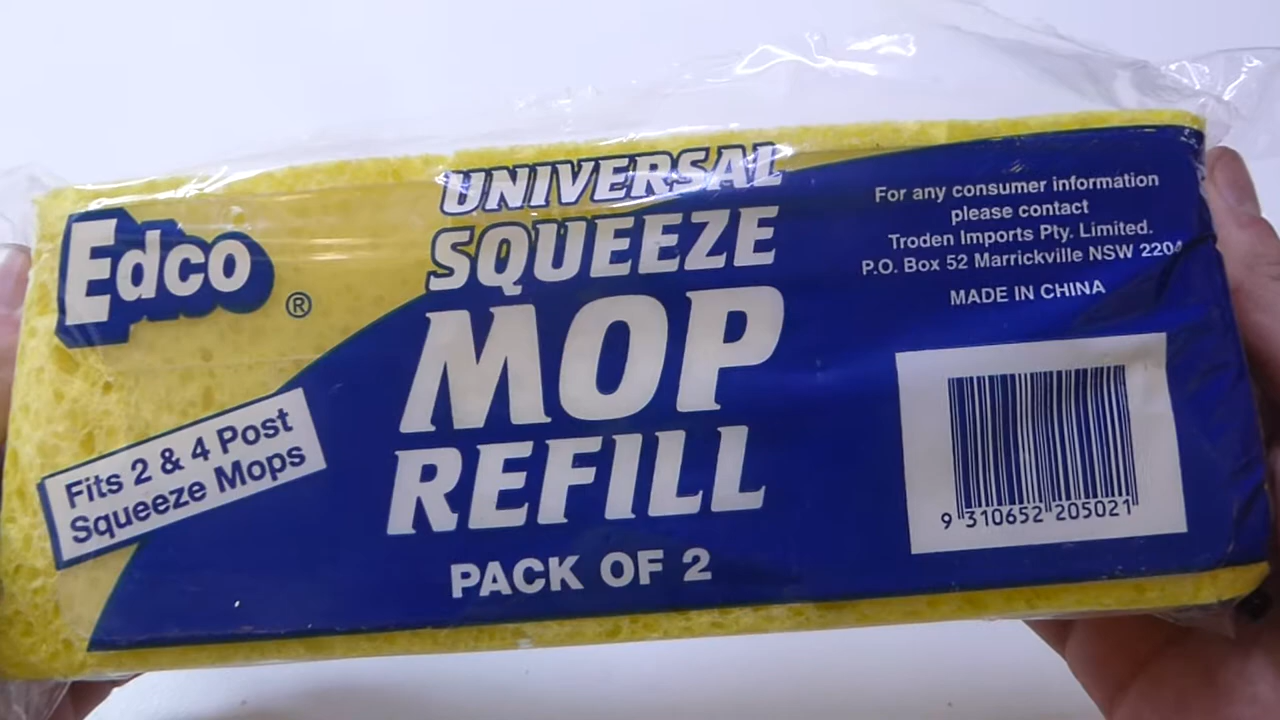 Edco
®
UNIVERSAL
SQUEEZE
MOP
REFILL
PACK OF 2
Fits 2 & 4 Post
Squeeze Mops
For any consumer information
please contact
Troden Imports Pty. Limited.
P.O. Box 52 Marrickville NSW 2204
MADE IN CHINA
9 310652 205021